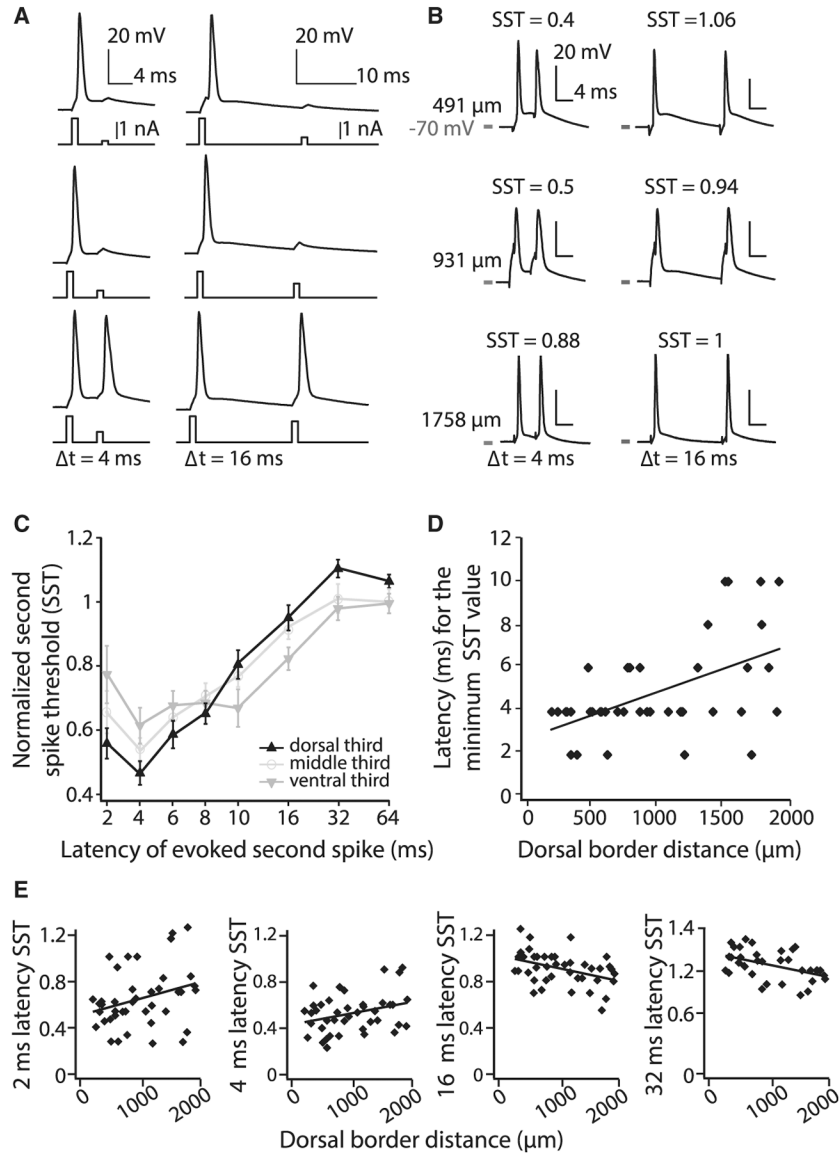 A
20 mV
4 ms
20 mV
10 ms
1 nA
1 nA
Δt = 4 ms
Δt = 16 ms
B
SST = 0.4
SST =1.06
20 mV
4 ms
491 μm
-70 mV
SST = 0.5
SST = 0.94
931 μm
SST = 0.88
SST = 1
1758 μm
Δt = 4 ms
Δt = 16 ms
C
Normalized second
spike threshold (SST)
1.2
1
0.8
0.6
0.4
dorsal third
middle third
ventral third
2 4 6 8 10 16 32 64
Latency of evoked second spike (ms)
D
Latency (ms) for the
minimum SST value
12
10
8
6
4
2
0
0 500 1000 1500 2000
Dorsal border distance (μm)
E
2 ms latency SST
1.2
0.8
0.4
0
0 1000 2000
4 ms latency SST
1.2
0.8
0.4
0
0 1000 2000
16 ms latency SST
1.2
0.8
0.4
0
0 1000 2000
32 ms latency SST
1.4
1.2
0.6
0
0 1000 2000
Dorsal border distance (μm)